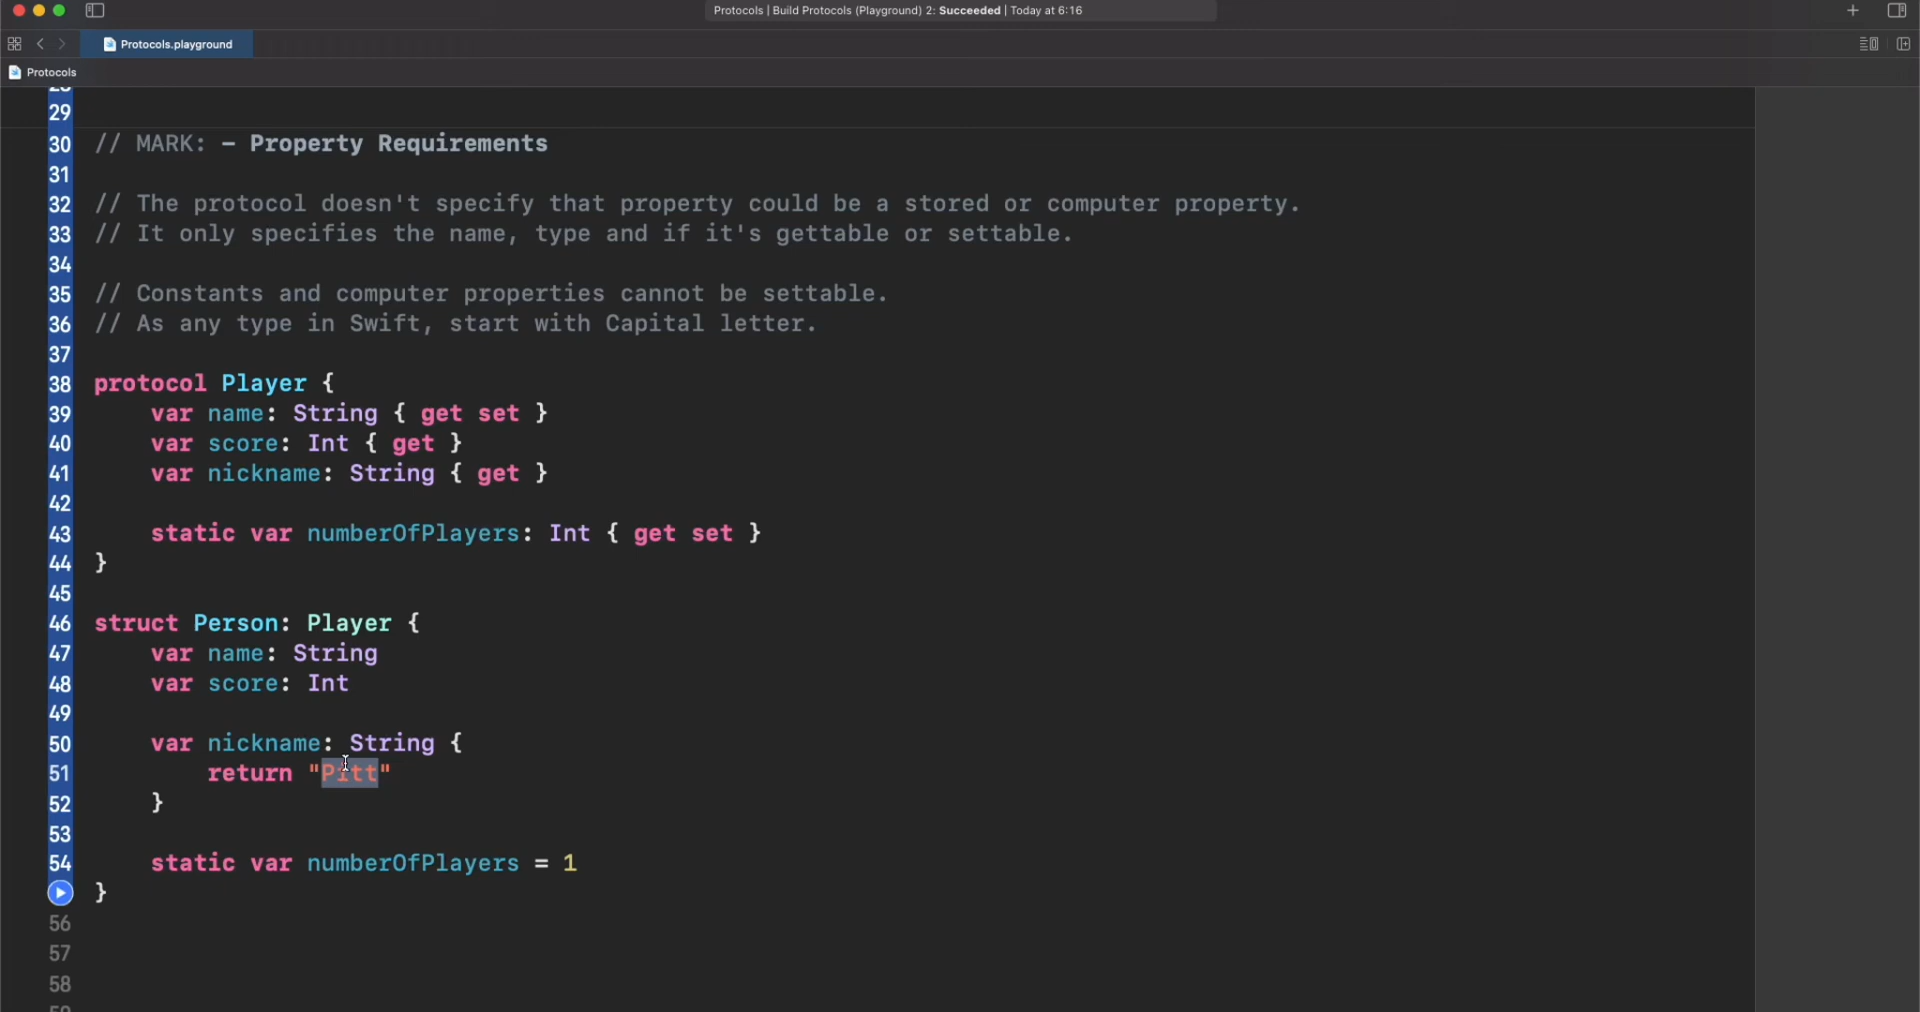 Protocols | Build Protocols (Playground) 2: Succeeded | Today at 6:16
Protocols.playground
Protocols
29
30 // MARK: - Property Requirements
31
32 // The protocol doesn't specify that property could be a stored or computer property.
33 // It only specifies the name, type and if it's gettable or settable.
34
35 // Constants and computer properties cannot be settable.
36 // As any type in Swift, start with Capital letter.
37
38 protocol Player {
39 var name: String { get set }
40 var score: Int { get }
41 var nickname: String { get }
42
43 static var numberOfPlayers: Int { get set }
44 }
45
46 struct Person: Player {
47 var name: String
48 var score: Int
49
50 var nickname: String {
51 return "Pitt"
52 }
53
54 static var numberOfPlayers = 1
}
56
57
58